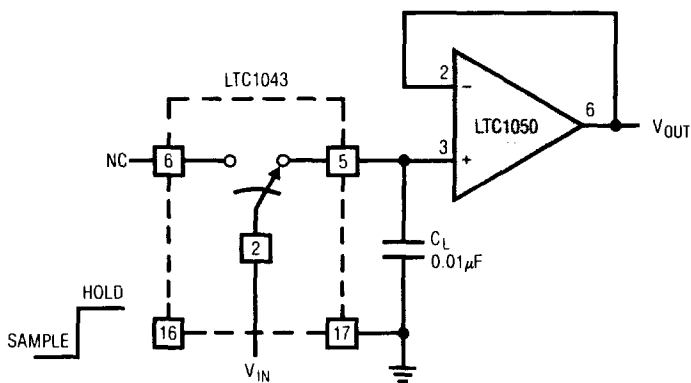 LTC1043
2
−
6
LTC1050
V_OUT
3
+
NC
6
5
2
C_L
0.01µF
HOLD
SAMPLE
16
17
V_IN